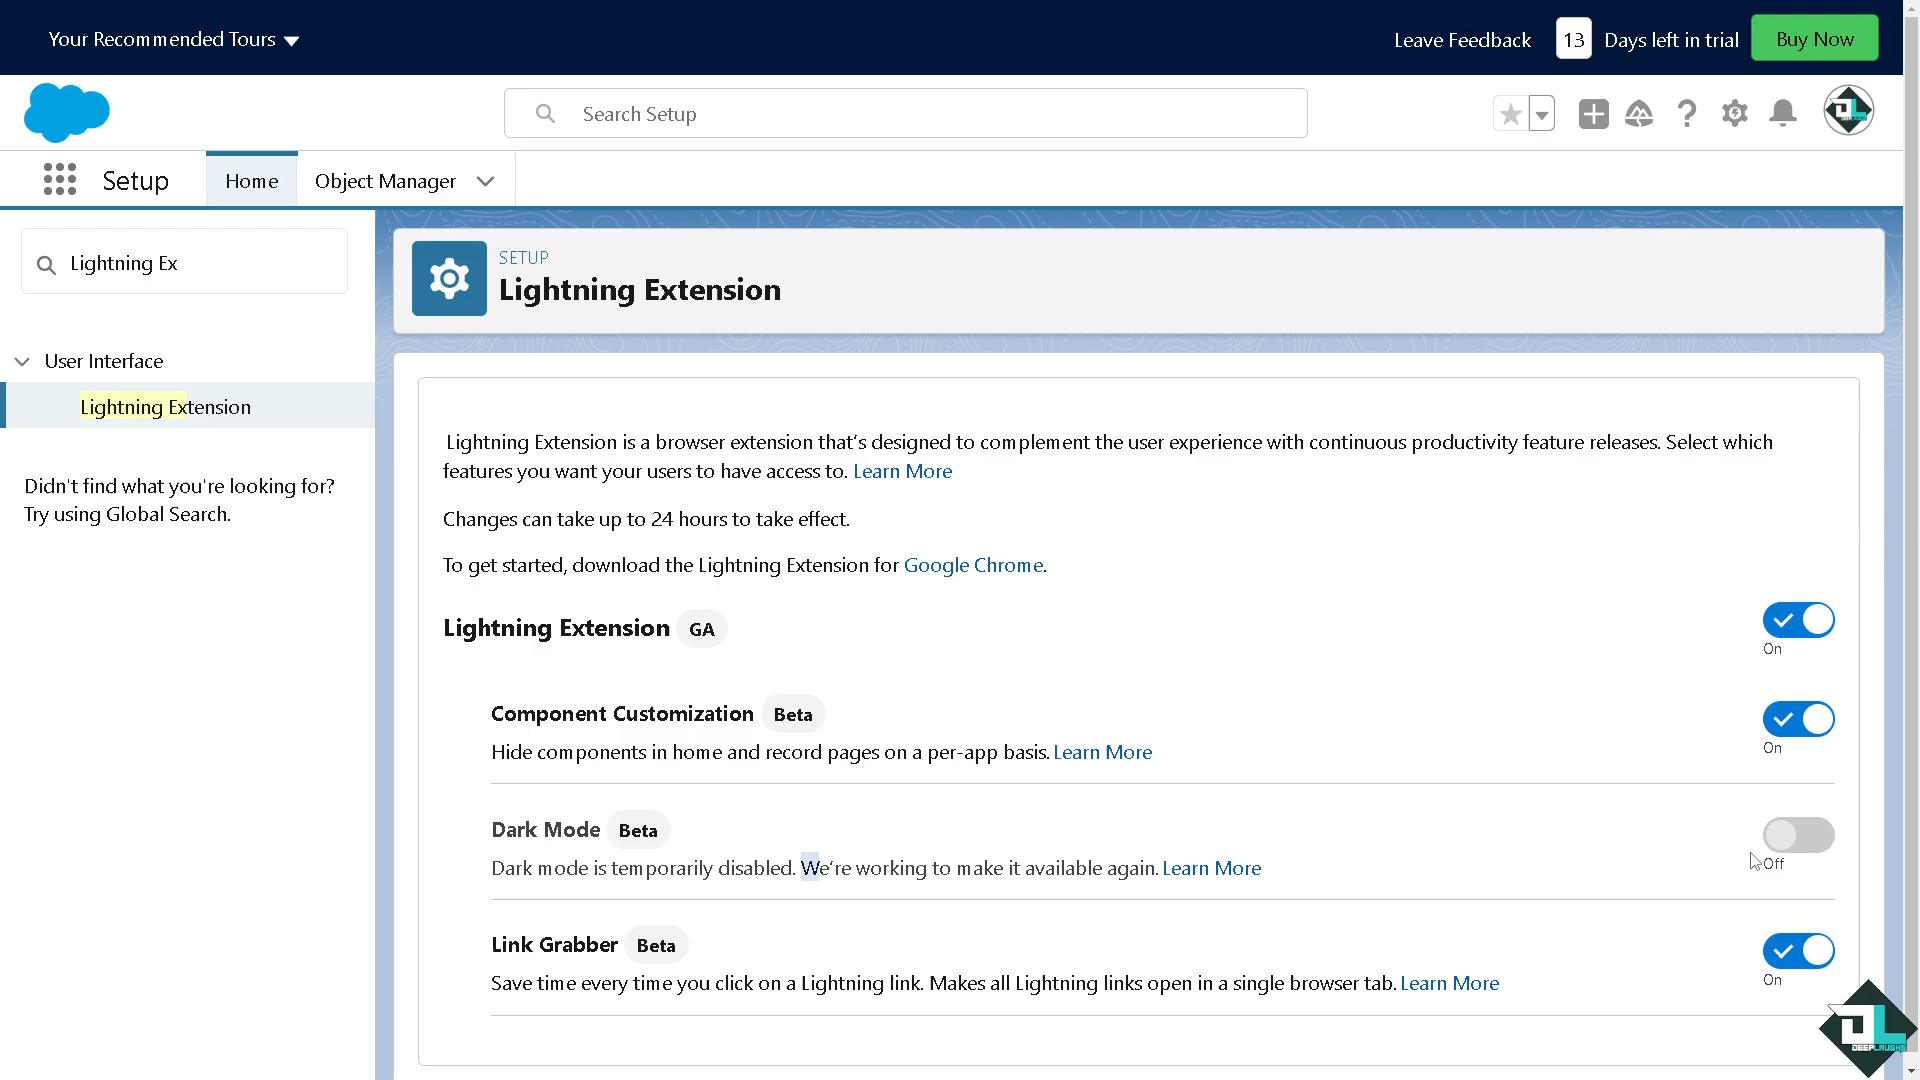 Your Recommended Tours
Leave Feedback
13
Days left in trial
Buy Now
Search Setup
Setup
Home
Object Manager
Lightning Ex
User Interface
Lightning Extension
Didn't find what you're looking for?
Try using Global Search.
SETUP
Lightning Extension
Lightning Extension is a browser extension that's designed to complement the user experience with continuous productivity feature releases. Select which
features you want your users to have access to. Learn More
Changes can take up to 24 hours to take effect.
To get started, download the Lightning Extension for Google Chrome.
Lightning Extension GA
On
Component Customization Beta
Hide components in home and record pages on a per-app basis. Learn More
On
Dark Mode Beta
Dark mode is temporarily disabled. We're working to make it available again. Learn More
Off
Link Grabber Beta
Save time every time you click on a Lightning link. Makes all Lightning links open in a single browser tab. Learn More
On
DEEPLAUGHS